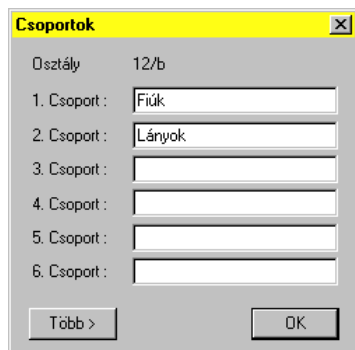 Csoportok
Osztály 12/b
1. Csoport : Fiúk
2. Csoport : Lányok
3. Csoport :
4. Csoport :
5. Csoport :
6. Csoport :
Több > OK